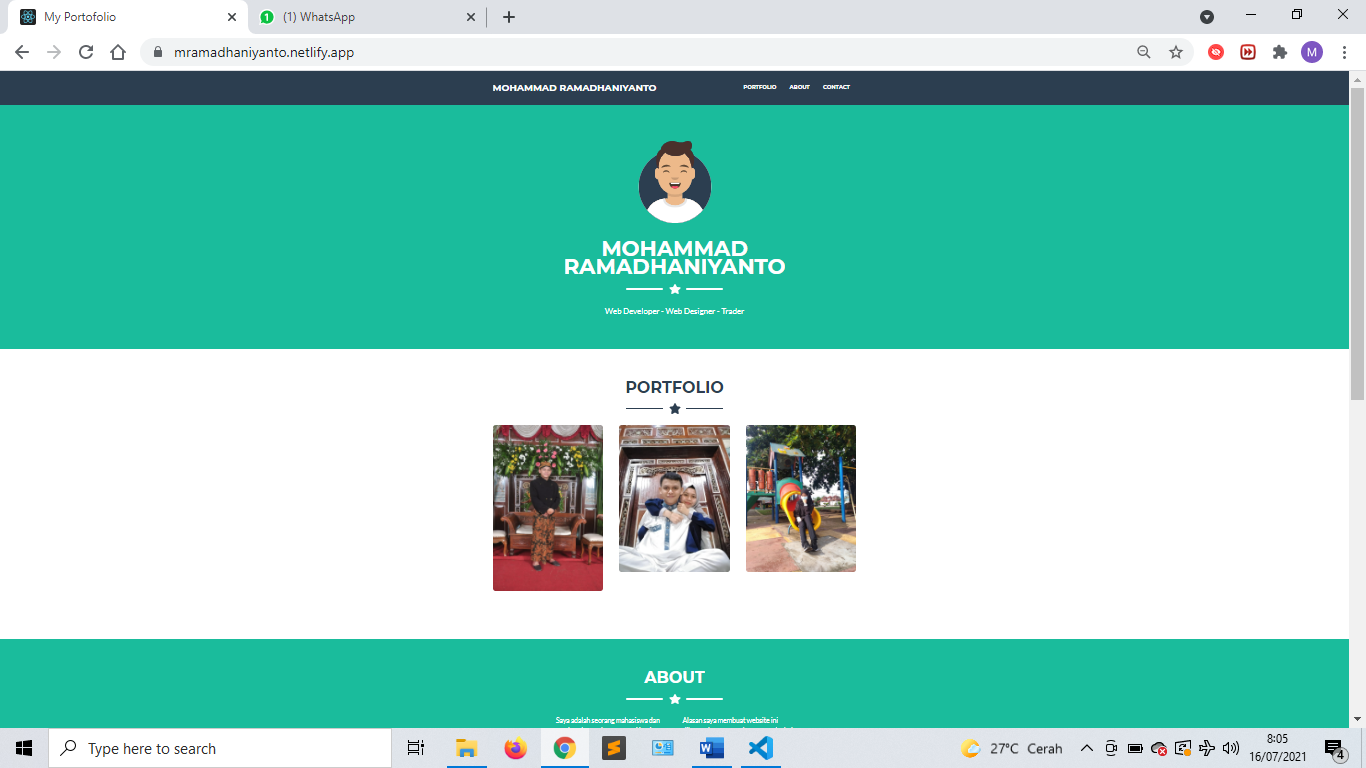 My Portofolio
(1) WhatsApp
mramadhaniyanto.netlify.app
M
MOHAMMAD RAMADHANIYANTO
PORTFOLIO
ABOUT
CONTACT
MOHAMMAD
RAMADHANIYANTO
Web Developer - Web Designer - Trader
PORTFOLIO
ABOUT
Saya adalah seorang mahasiswa dan
Alasan saya membuat website ini
Type here to search
27°C Cerah
8:05
16/07/2021
4